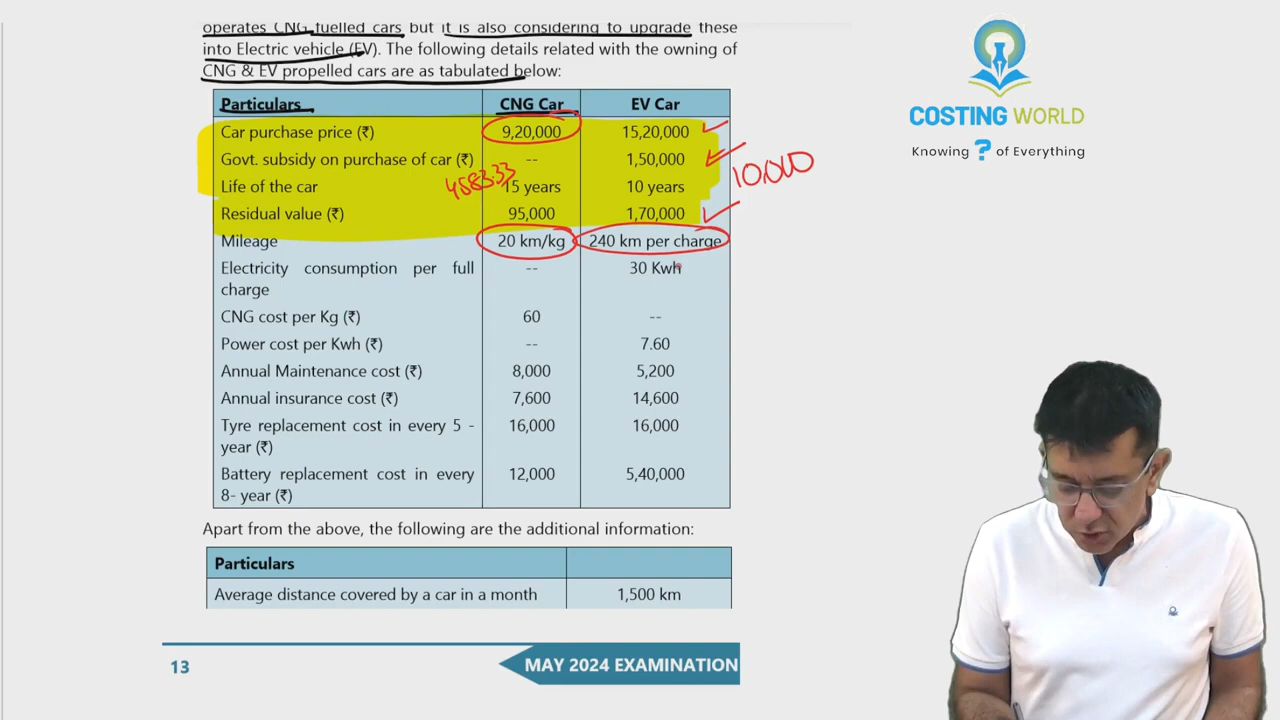 operates CNG fuelled cars but it is also considering to upgrade these
into Electric vehicle (EV). The following details related with the owning of
CNG & EV propelled cars are as tabulated below:
Particulars CNG Car EV Car
Car purchase price (₹) 9,20,000 15,20,000
Govt. subsidy on purchase of car (₹) -- 1,50,000
4583.33
10,000
Life of the car 15 years 10 years
Residual value (₹) 95,000 1,70,000
Mileage 20 km/kg 240 km per charge
Electricity consumption per full -- 30 Kwh
charge
CNG cost per Kg (₹) 60 --
Power cost per Kwh (₹) -- 7.60
Annual Maintenance cost (₹) 8,000 5,200
Annual insurance cost (₹) 7,600 14,600
Tyre replacement cost in every 5 - 16,000 16,000
year (₹)
Battery replacement cost in every 12,000 5,40,000
8- year (₹)
Apart from the above, the following are the additional information:
Particulars
Average distance covered by a car in a month 1,500 km
13 MAY 2024 EXAMINATION
COSTING WORLD
Knowing ? of Everything